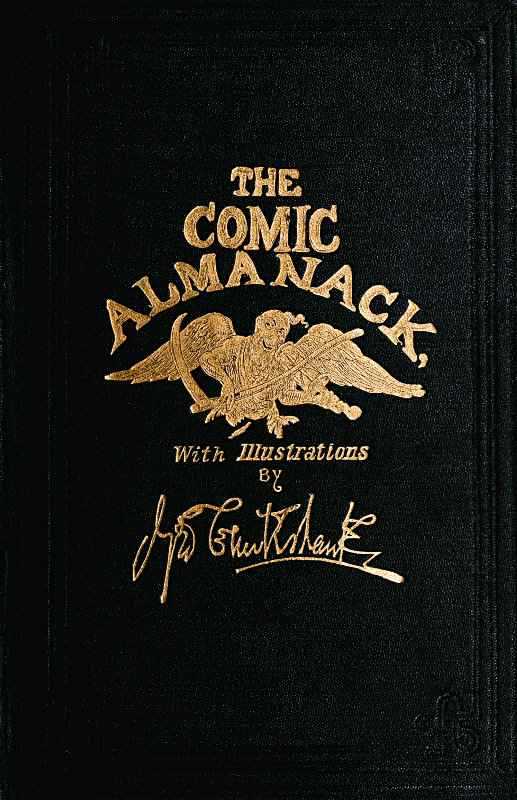 THE
COMIC
ALMANACK,
With Illustrations
BY
Geo Cruikshank